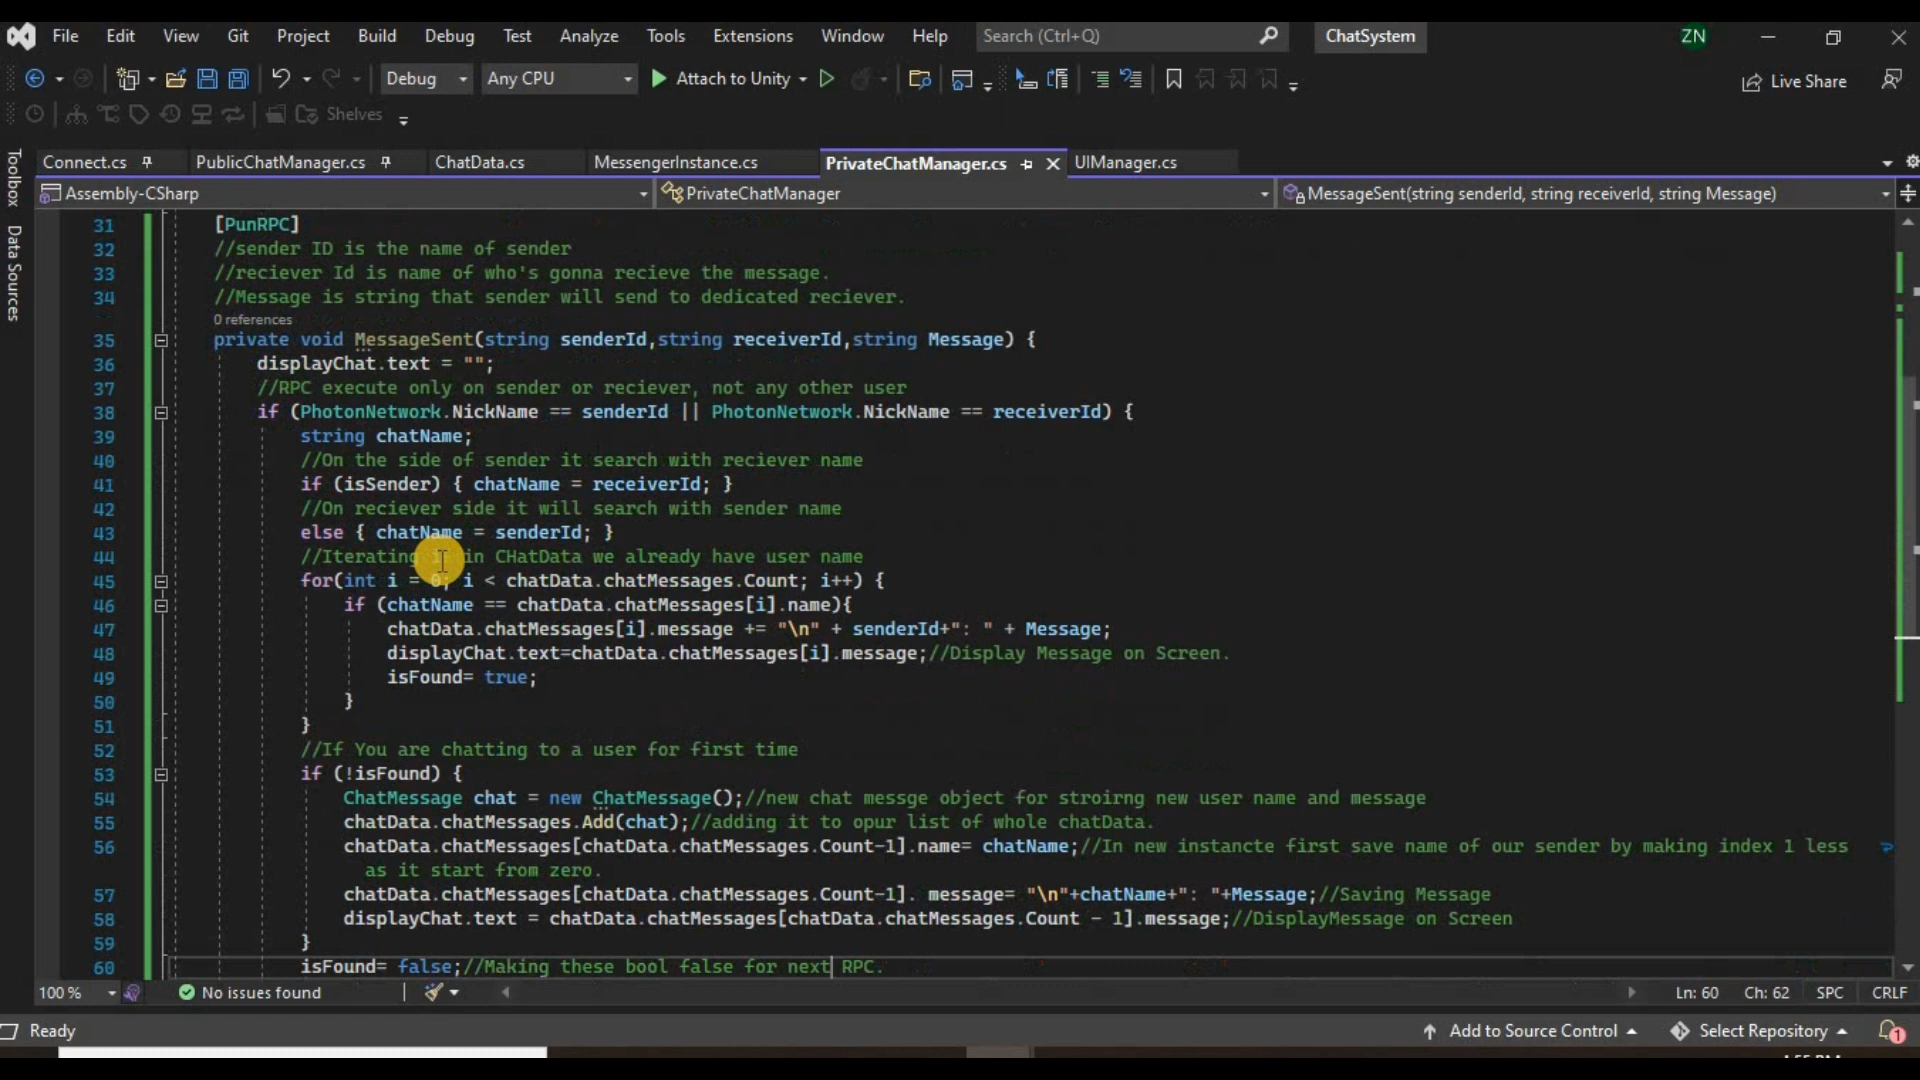 File Edit View Git Project Build Debug Test Analyze Tools Extensions Window Help Search (Ctrl+Q) ChatSystem ZN
Debug Any CPU Attach to Unity Live Share
Shelves
Connect.cs PublicChatManager.cs ChatData.cs MessengerInstance.cs PrivateChatManager.cs UIManager.cs
Assembly-CSharp PrivateChatManager MessageSent(string senderId, string receiverId, string Message)
Toolbox
Data Sources
31 [PunRPC]
32 //sender ID is the name of sender
33 //reciever Id is name of who's gonna recieve the message.
34 //Message is string that sender will send to dedicated reciever.
0 references
35 private void MessageSent(string senderId,string receiverId,string Message) {
36 displayChat.text = "";
37 //RPC execute only on sender or reciever, not any other user
38 if (PhotonNetwork.NickName == senderId || PhotonNetwork.NickName == receiverId) {
39 string chatName;
40 //On the side of sender it search with reciever name
41 if (isSender) { chatName = receiverId; }
42 //On reciever side it will search with sender name
43 else { chatName = senderId; }
44 //Iterating in CHatData we already have user name
45 for(int i = 0; i < chatData.chatMessages.Count; i++) {
46 if (chatName == chatData.chatMessages[i].name){
47 chatData.chatMessages[i].message += "\n" + senderId+": " + Message;
48 displayChat.text=chatData.chatMessages[i].message;//Display Message on Screen.
49 isFound= true;
50 }
51 }
52 //If You are chatting to a user for first time
53 if (!isFound) {
54 ChatMessage chat = new ChatMessage();//new chat messge object for stroirng new user name and message
55 chatData.chatMessages.Add(chat);//adding it to opur list of whole chatData.
56 chatData.chatMessages[chatData.chatMessages.Count-1].name= chatName;//In new instancte first save name of our sender by making index 1 less
as it start from zero.
57 chatData.chatMessages[chatData.chatMessages.Count-1]. message= "\n"+chatName+": "+Message;//Saving Message
58 displayChat.text = chatData.chatMessages[chatData.chatMessages.Count - 1].message;//DisplayMessage on Screen
59 }
60 isFound= false;//Making these bool false for next RPC.
100 % No issues found Ln: 60 Ch: 62 SPC CRLF
Ready Add to Source Control Select Repository 1